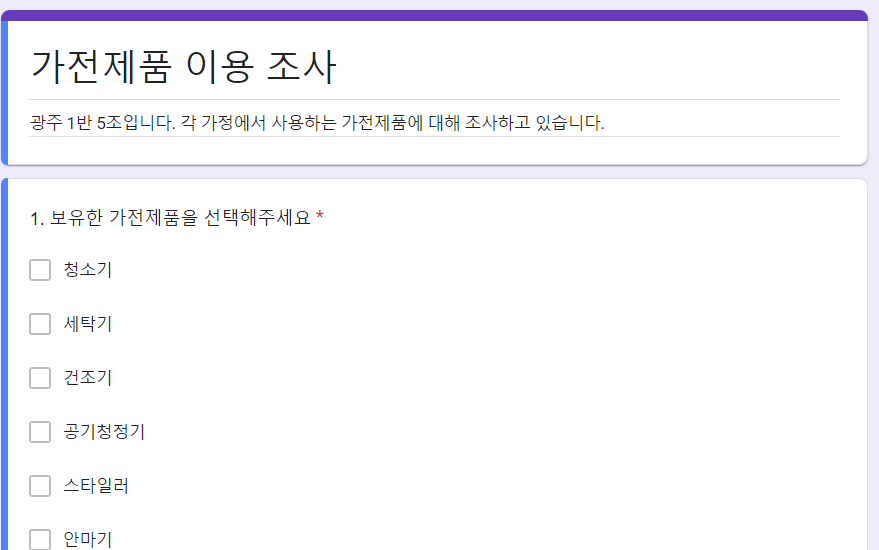 가전제품 이용 조사
광주 1반 5조입니다. 각 가정에서 사용하는 가전제품에 대해 조사하고 있습니다.
1. 보유한 가전제품을 선택해주세요 *
청소기
세탁기
건조기
공기청정기
스타일러
안마기